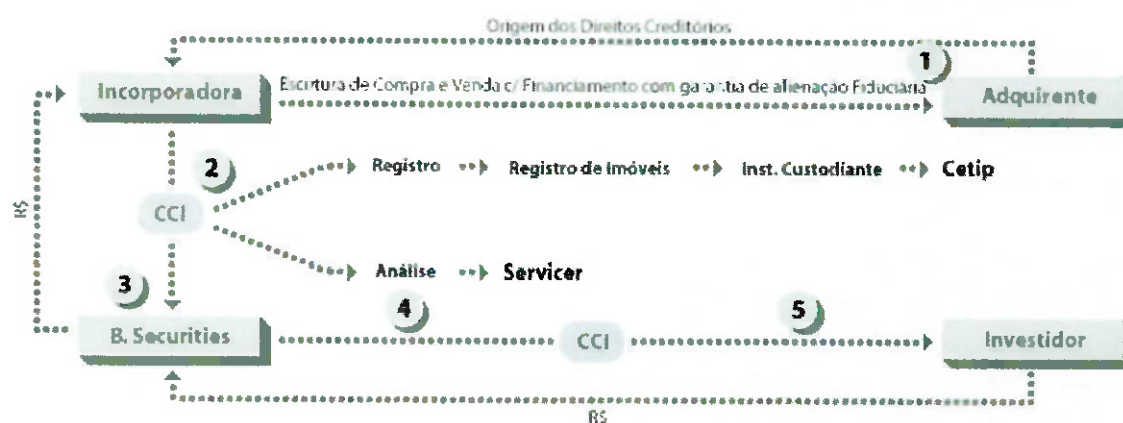 Origem dos Direitos Creditórios
1
Incorporadora
Escritura de Compra e Venda c/ Financiamento com garantia de alienação Fiduciária
Adquirente
2
Registro
Registro de Imóveis
Inst. Custodiante
Cetip
R$
CCI
Análise
Servicer
3
4
5
B. Securities
CCI
Investidor
R$